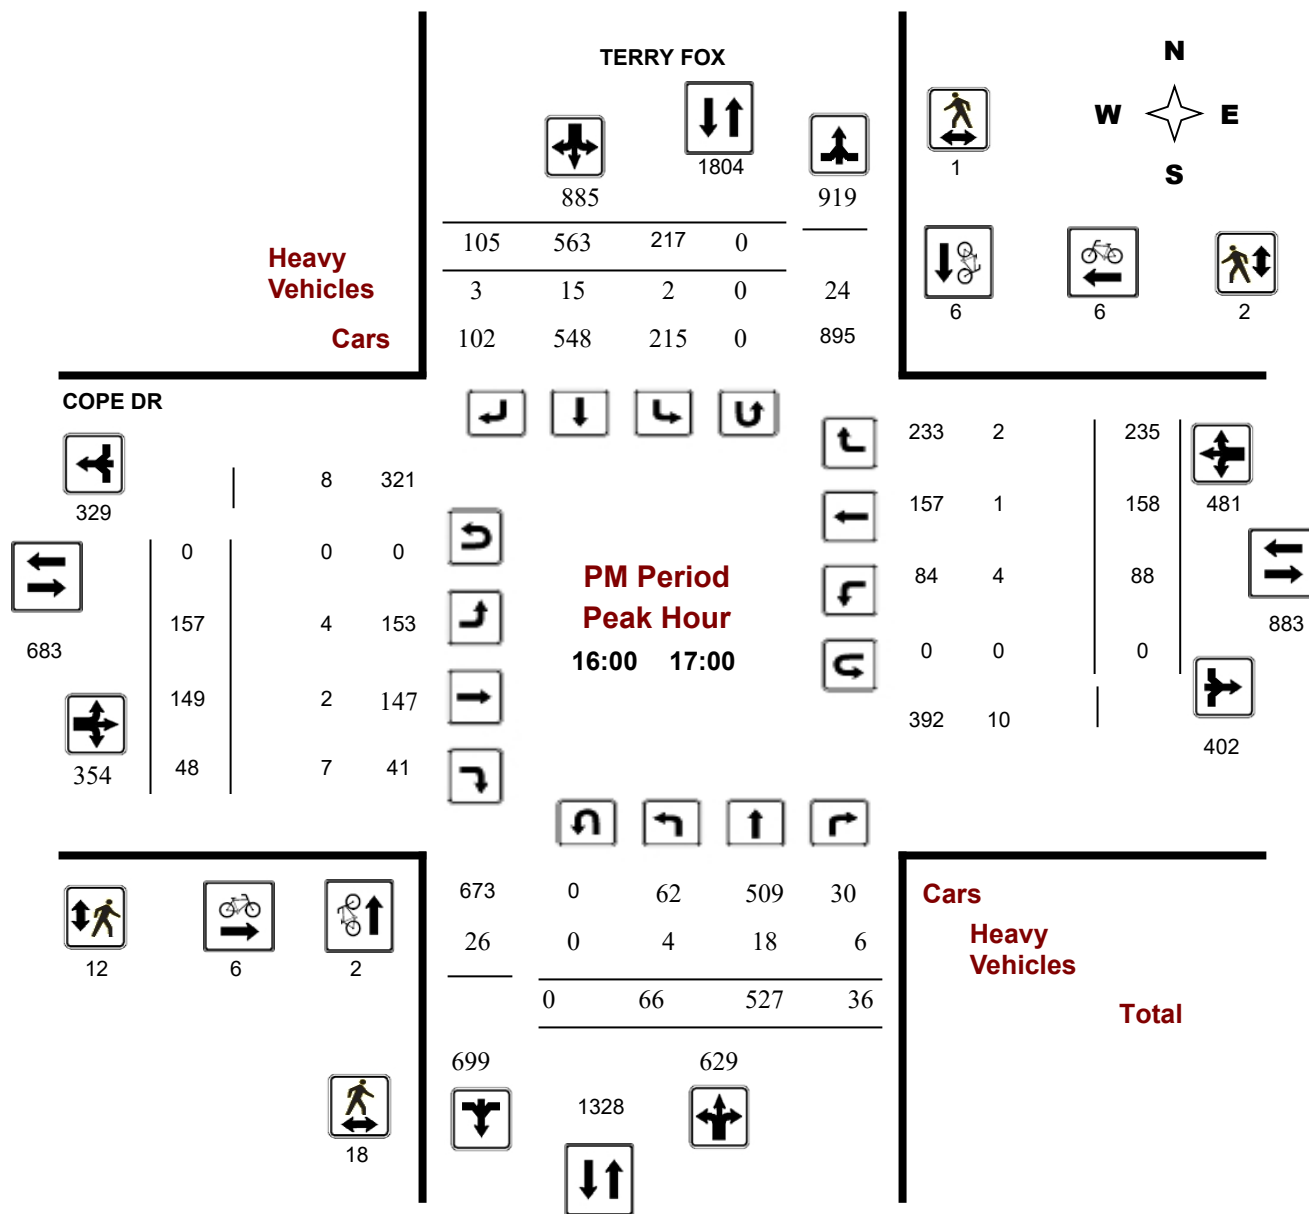 TERRY FOX
N
W E
S
1804
1
885 919
105 563 217 0
Heavy
Vehicles
3 15 2 0 24
Cars 102 548 215 0 895
6 6 2
COPE DR
233 2 235
8 321
329
157 1 158 481
0 0 0
PM Period
84 4 88
Peak Hour
157 4 153
883
683
16:00 17:00
0 0 0
149 2 147
392 10
402
354 48 7 41
673 0 62 509 30 Cars
26 0 4 18 6 Heavy
Vehicles
12 6 2
0 66 527 36 Total
699 629
1328
18